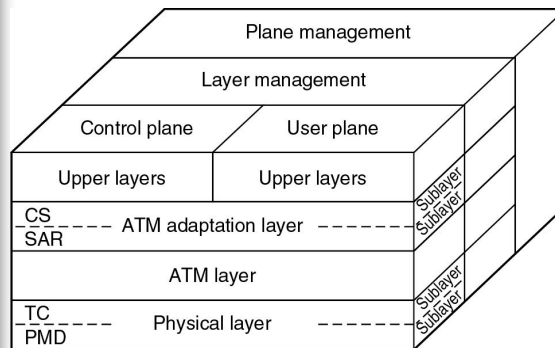 Plane management
Layer management
Control plane User plane
Upper layers Upper layers
Sublayer
Sublayer
CS
ATM adaptation layer
SAR
ATM layer
Sublayer
Sublayer
TC
Physical layer
PMD